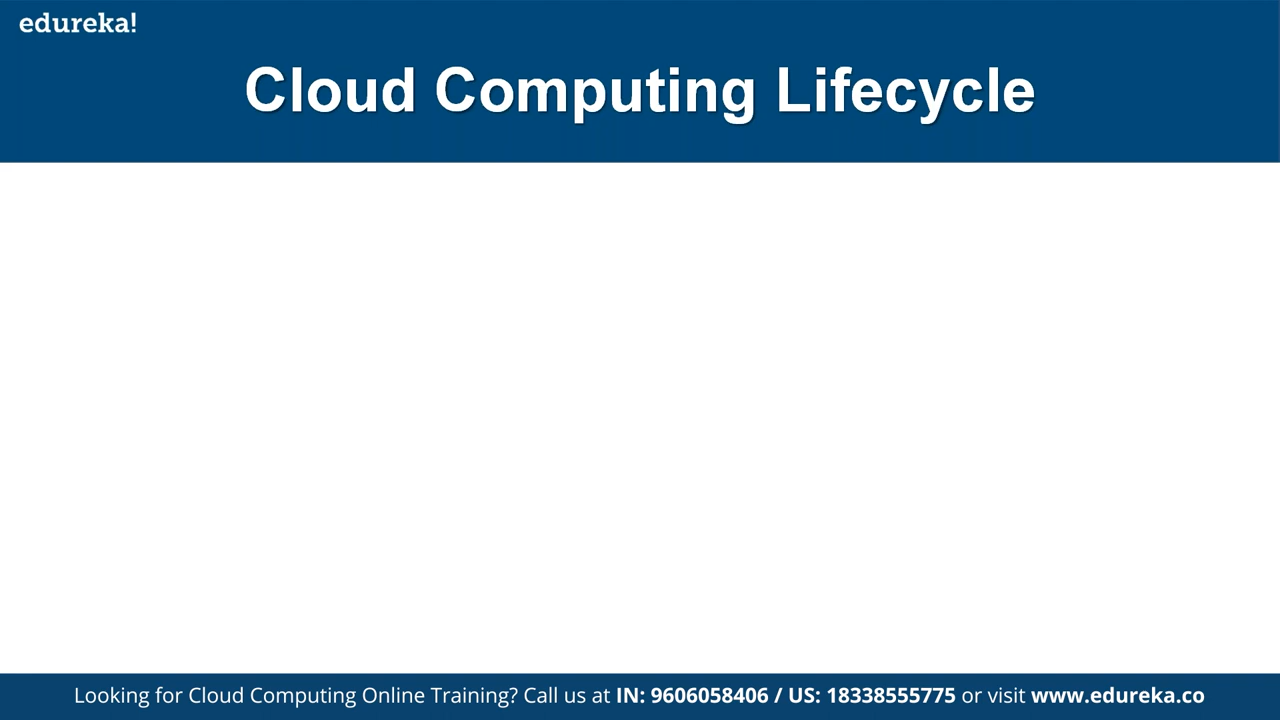 edureka!
Cloud Computing Lifecycle
Looking for Cloud Computing Online Training? Call us at IN: 9606058406 / US: 18338555775 or visit www.edureka.co